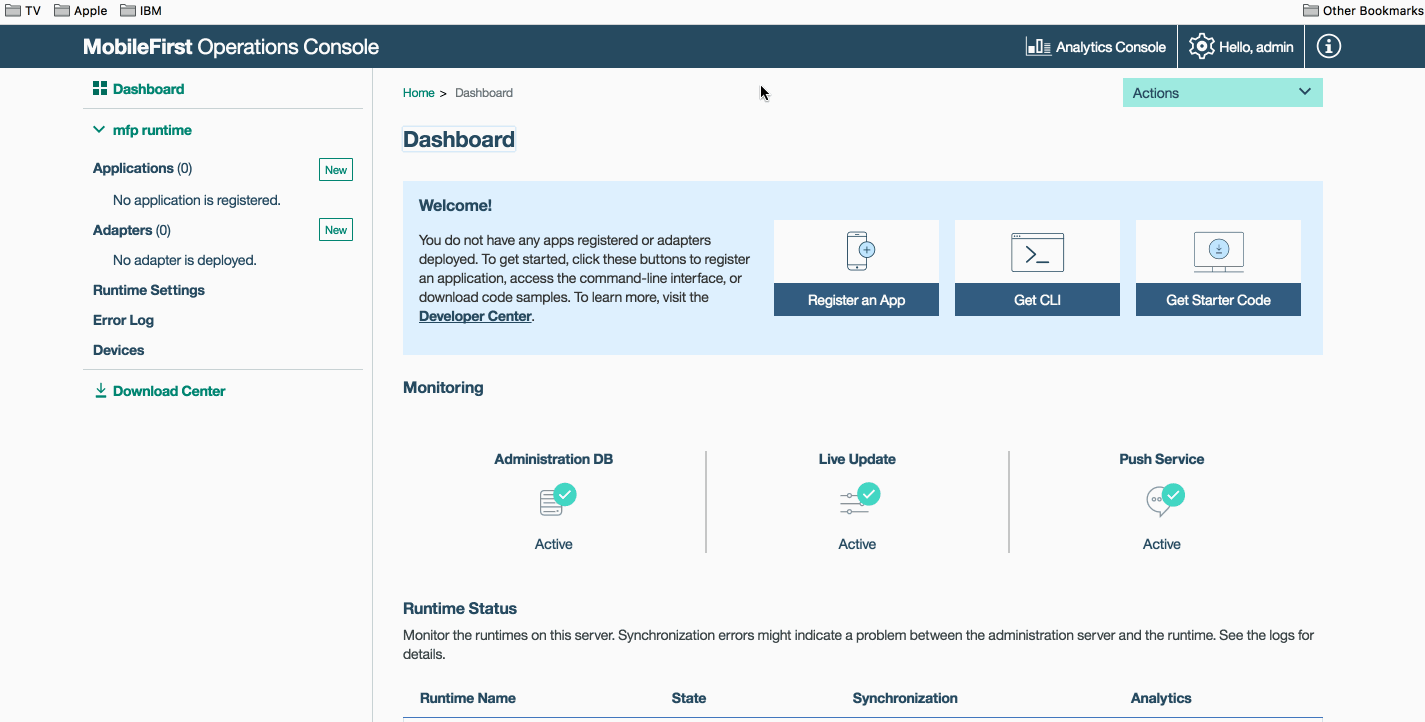 TV Apple IBM Other Bookmarks
MobileFirst Operations Console Analytics Console Hello, admin
Dashboard
mfp runtime
Applications (0) New
No application is registered.
Adapters (0) New
No adapter is deployed.
Runtime Settings
Error Log
Devices
Download Center
Home > Dashboard
Actions
Dashboard
Welcome!
You do not have any apps registered or adapters
deployed. To get started, click these buttons to register
an application, access the command-line interface, or
download code samples. To learn more, visit the
Developer Center.
Register an App Get CLI Get Starter Code
Monitoring
Administration DB Live Update Push Service
Active Active Active
Runtime Status
Monitor the runtimes on this server. Synchronization errors might indicate a problem between the administration server and the runtime. See the logs for
details.
Runtime Name State Synchronization Analytics